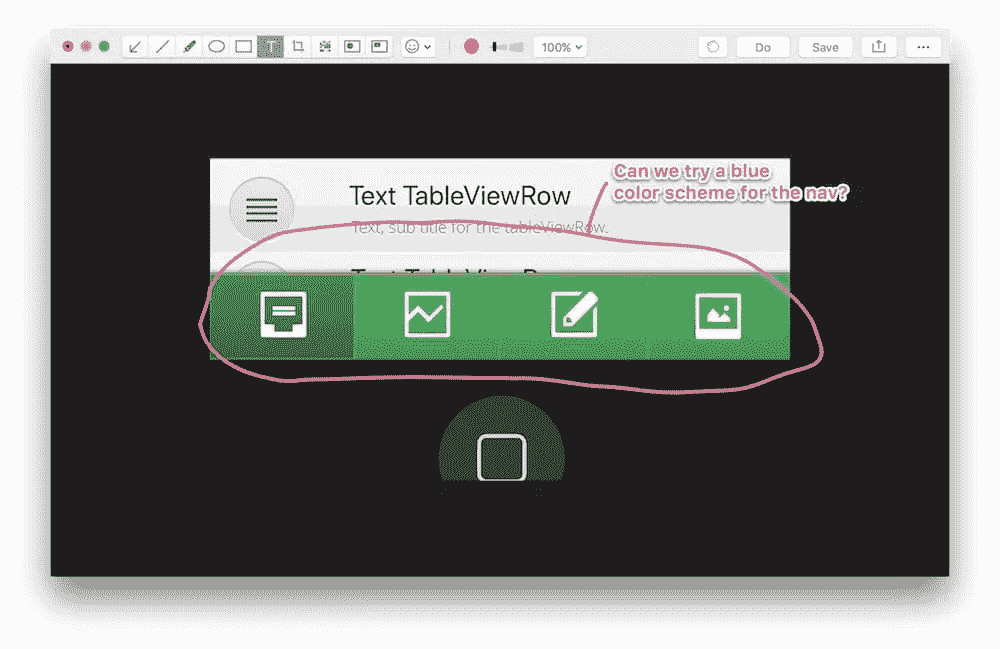 100%
Do
Save
Can we try a blue
color scheme for the nav?
Text TableViewRow
Text, sub title for the tableViewRow.
Text TableViewRow